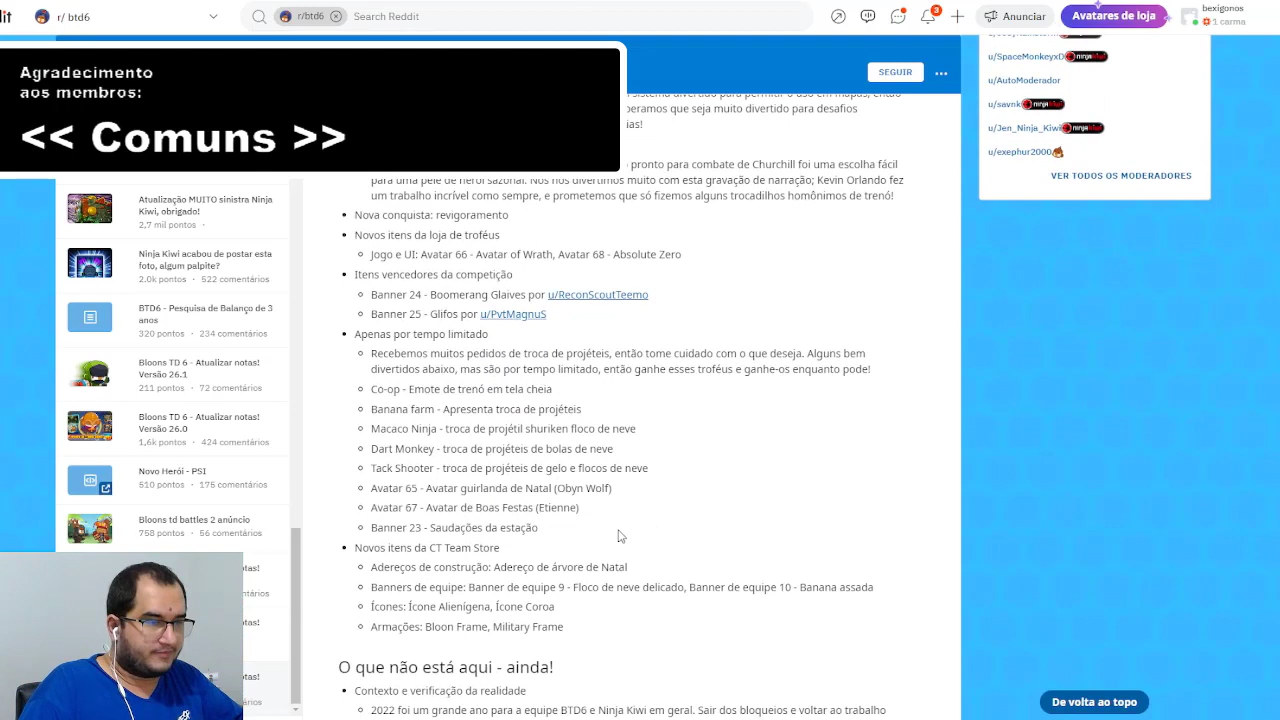 r/ btd6
r/btd6
Search Reddit
3
Anunciar
Avatares de loja
bexigonos
1 carma
Agradecimento
aos membros:
<< Comuns >>
SEGUIR
sistema divertido para permitir o uso em mapas, então
peramos que seja muito divertido para desafios
ias!
pronto para combate de Churchill foi uma escolha fácil
para uma pele de herói sazonal. Nós nos divertimos muito com esta gravação de narração; Kevin Orlando fez
um trabalho incrível como sempre, e prometemos que só fizemos alguns trocadilhos homônimos de trenó!
Nova conquista: revigoramento
Novos itens da loja de troféus
Jogo e UI: Avatar 66 - Avatar of Wrath, Avatar 68 - Absolute Zero
Itens vencedores da competição
Banner 24 - Boomerang Glaives por u/ReconScoutTeemo
Banner 25 - Glifos por u/PvtMagnuS
Apenas por tempo limitado
Recebemos muitos pedidos de troca de projéteis, então tome cuidado com o que deseja. Alguns bem
divertidos abaixo, mas são por tempo limitado, então ganhe esses troféus e ganhe-os enquanto pode!
Co-op - Emote de trenó em tela cheia
Banana farm - Apresenta troca de projéteis
Macaco Ninja - troca de projétil shuriken floco de neve
Dart Monkey - troca de projéteis de bolas de neve
Tack Shooter - troca de projéteis de gelo e flocos de neve
Avatar 65 - Avatar guirlanda de Natal (Obyn Wolf)
Avatar 67 - Avatar de Boas Festas (Etienne)
Banner 23 - Saudações da estação
Novos itens da CT Team Store
Adereços de construção: Adereço de árvore de Natal
Banners de equipe: Banner de equipe 9 - Floco de neve delicado, Banner de equipe 10 - Banana assada
Ícones: Ícone Alienígena, Ícone Coroa
Armações: Bloon Frame, Military Frame
O que não está aqui - ainda!
Contexto e verificação da realidade
2022 foi um grande ano para a equipe BTD6 e Ninja Kiwi em geral. Sair dos bloqueios e voltar ao trabalho
Atualização MUITO sinistra Ninja
Kiwi, obrigado!
2,7 mil pontos ·
Ninja Kiwi acabou de postar esta
foto, algum palpite?
2.0k pontos · 522 comentários
BTD6 - Pesquisa de Balanço de 3
anos
320 pontos · 234 comentários
Bloons TD 6 - Atualizar notas!
Versão 26.1
211 pontos · 72 comentários
Bloons TD 6 - Atualizar notas!
Versão 26.0
1,6k pontos · 424 comentários
Novo Herói - PSI
510 pontos · 175 comentários
Bloons td battles 2 anúncio
758 pontos · 56 comentários
u/SpaceMonkeyxD
u/AutoModerador
u/savnk
u/Jen_Ninja_Kiwi
u/exephur2000
VER TODOS OS MODERADORES
De volta ao topo